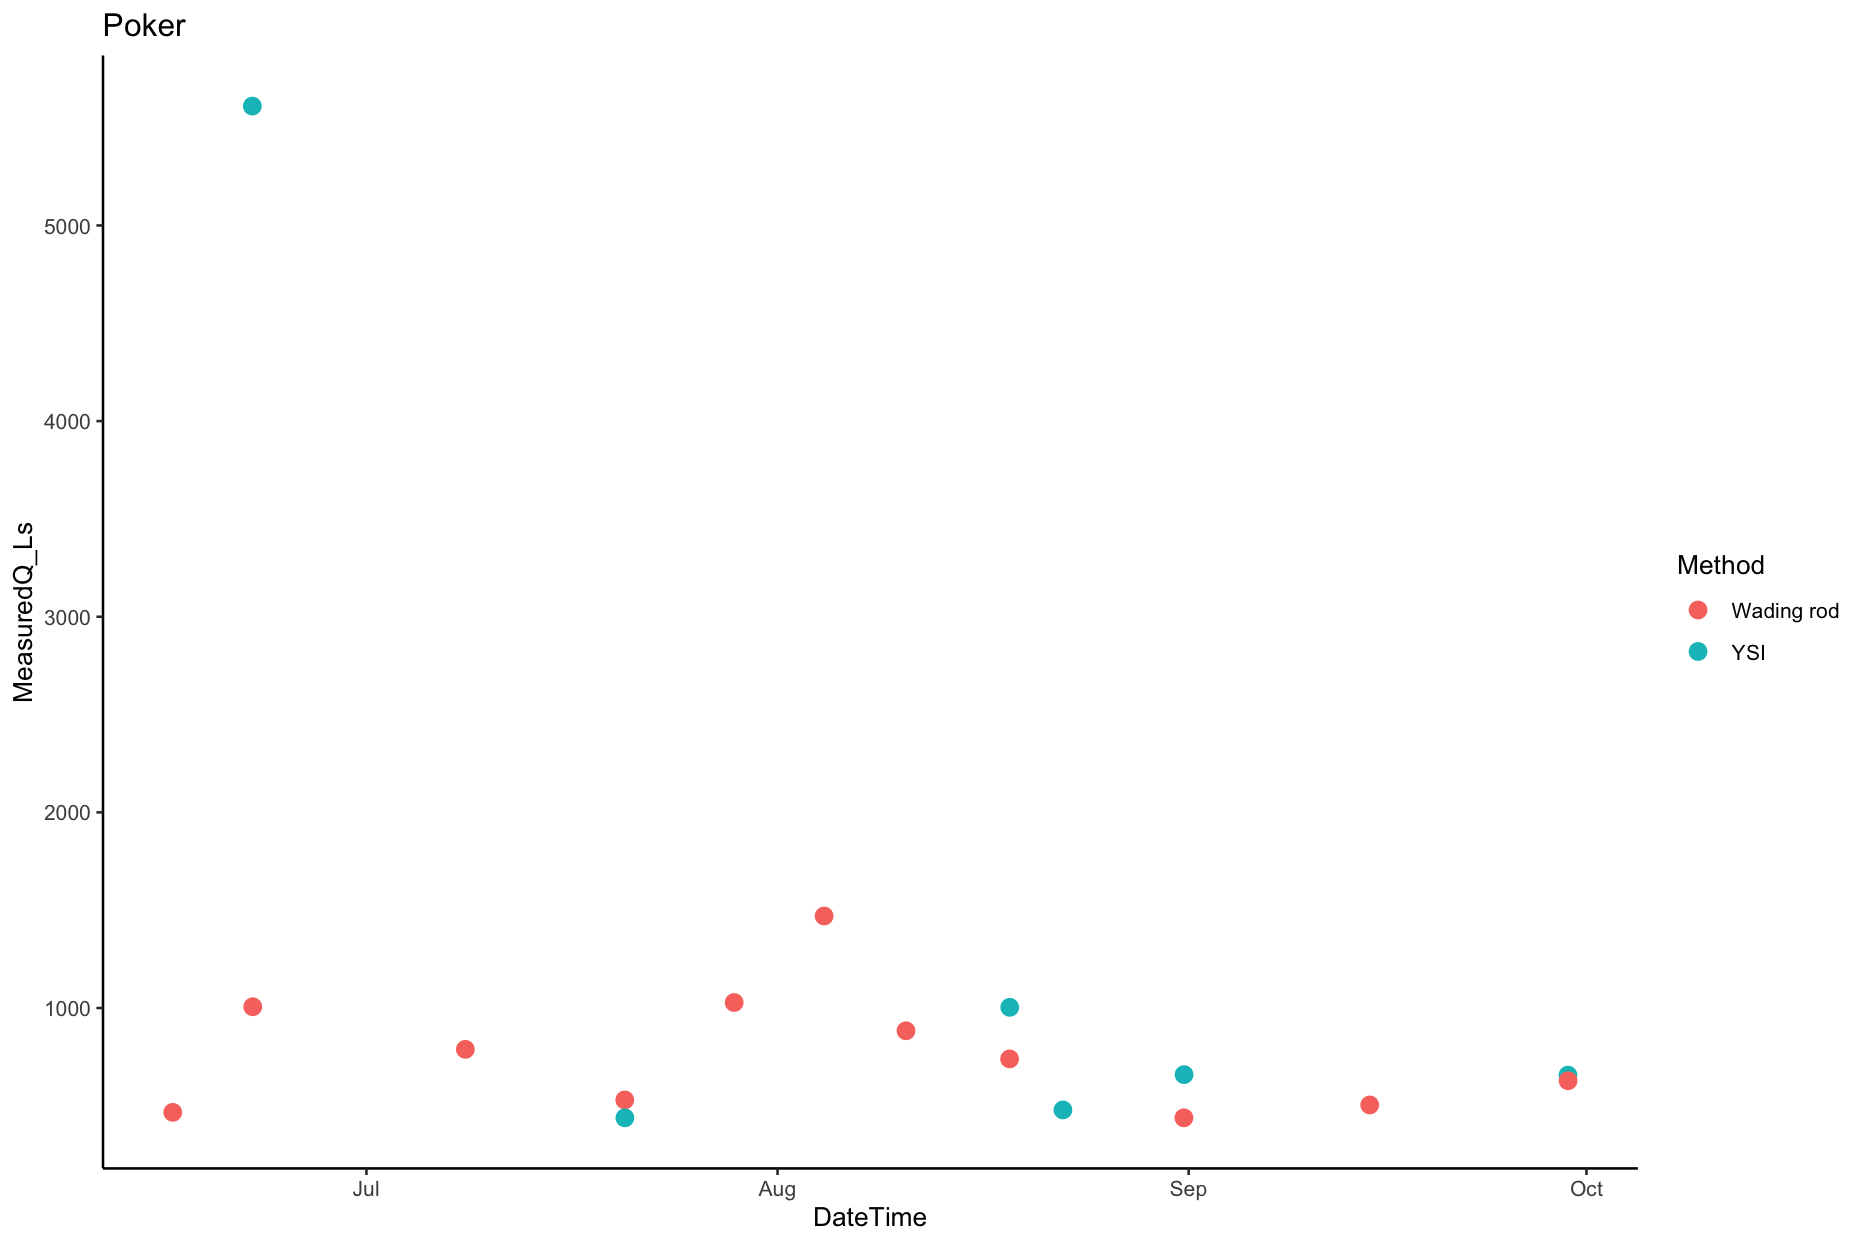 Poker
MeasuredQ_Ls
5000
4000
3000
2000
1000
Jul
Aug
Sep
Oct
DateTime
Method
Wading rod
YSI